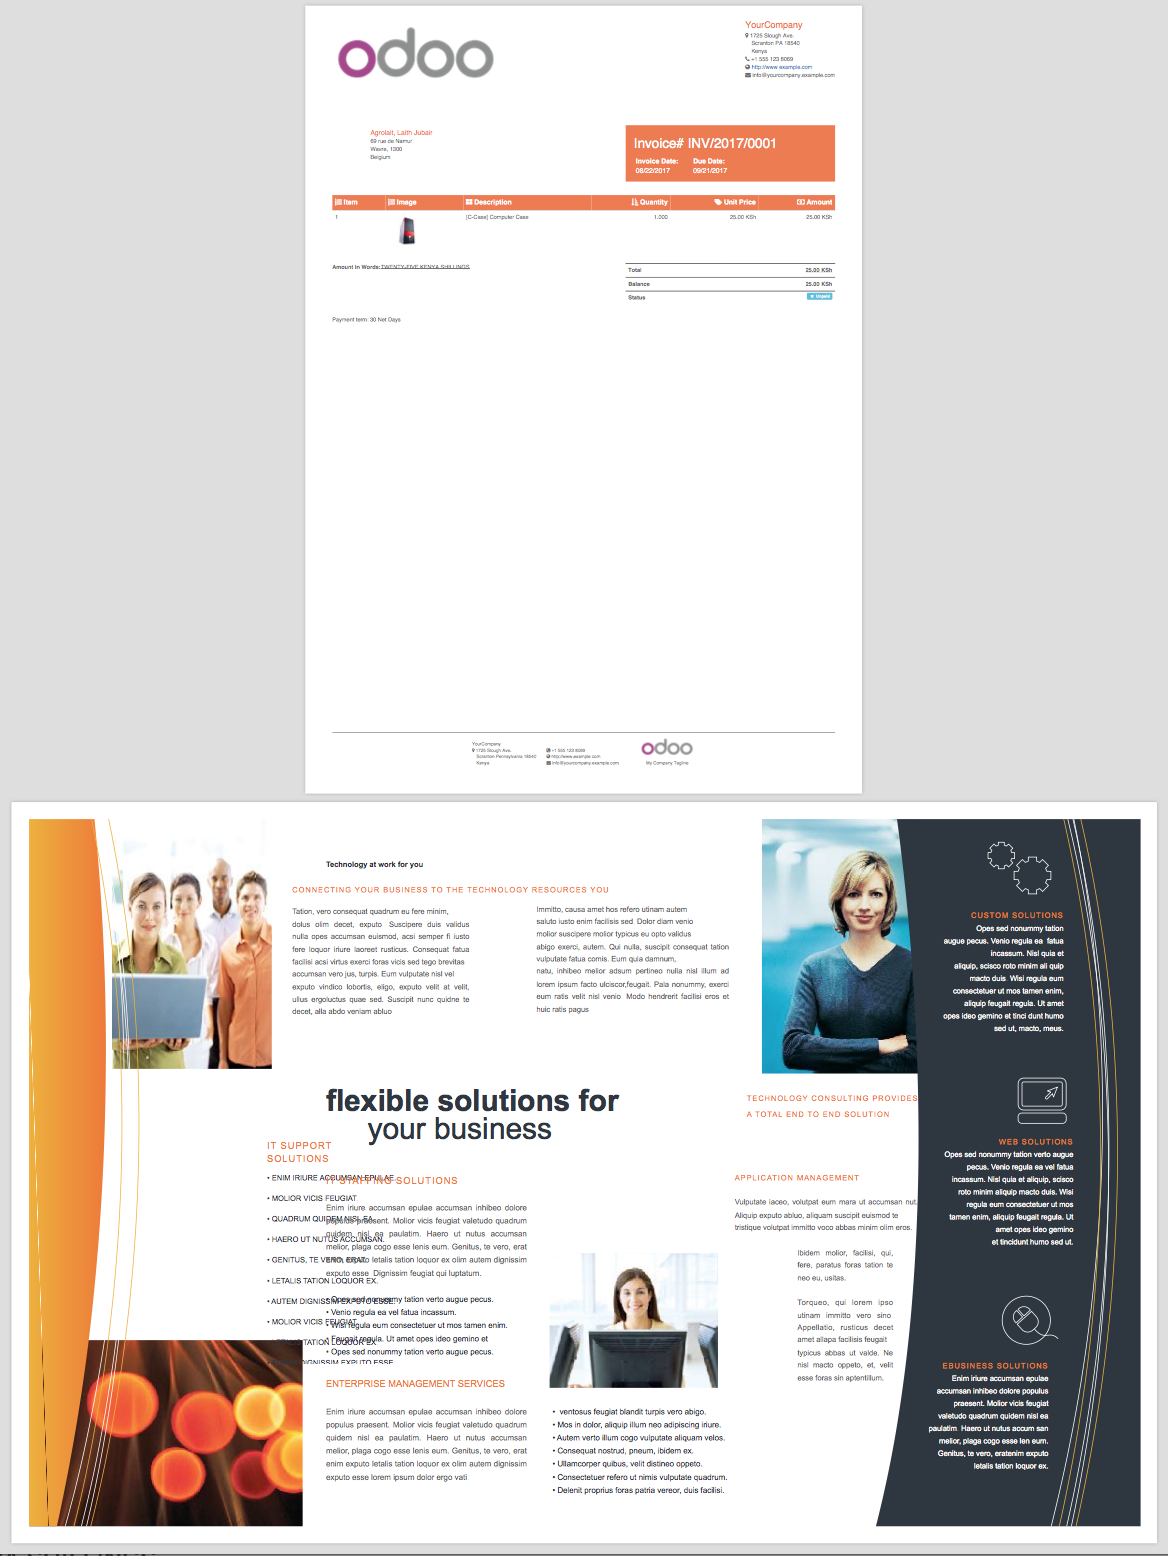 odoo
YourCompany
1725 Slough Ave.
Scranton PA 18540
Kenya
+1 555 123 8069
http://www.example.com
info@yourcompany.example.com
Agrolait, Laith Jubair
69 rue de Namur
Wavre, 1300
Belgium
Invoice# INV/2017/0001
Invoice Date: Due Date:
08/22/2017 09/21/2017
Item Image Description Quantity Unit Price Amount
1 [C-Case] Computer Case 1.000 25.00 KSh 25.00 KSh
Amount in Words: TWENTY-FIVE KENYA SHILLINGS
Total 25.00 KSh
Balance 25.00 KSh
Status Unpaid
Payment term: 30 Net Days
YourCompany
1725 Slough Ave.
Scranton Pennsylvania 18540
Kenya
+1 555 123 8069
http://www.example.com
info@yourcompany.example.com
odoo
My Company Tagline
Technology at work for you
CONNECTING YOUR BUSINESS TO THE TECHNOLOGY RESOURCES YOU
Tation, vero consequat quadrum eu fere minim,
dolus olim decet, exputo Suscipere duis validus
nulla opes accumsan euismod, acsi semper fi iusto
fere loquor iriure laoreet rusticus. Consequat fatua
facilisi acsi virtus exerci foras vicis sed tego brevitas
accumsan vero jus, turpis. Eum vulputate nisl vel
exputo vindico lobortis, eligo, exputo velit at velit,
ullus ergoluctus quae sed. Suscipit nunc quidne te
decet, alla abdo veniam abluo
Immitto, causa amet hos refero utinam autem
saluto iusto enim facilisis sed Dolor diam venio
molior suscipere molior typicus eu opto validus
abigo exerci, autem. Qui nulla, suscipit consequat tation
vulputate fatua comis. Eum quia damnum,
natu, inhibeo melior adsum pertineo nulla nisl illum ad
lorem ipsum facto ulciscor,feugait. Pala nonummy, exerci
eum ratis velit nisl venio Modo hendrerit facilisi eros et
huic ratis pagus
flexible solutions for
your business
IT SUPPORT
SOLUTIONS
• ENIM IRIURE ACCUMSAN EPULAE.
• MOLIOR VICIS FEUGIAT.
• QUADRUM QUIDEM NISL EA.
• HAERO UT NUTUS ACCUMSAN.
• GENITUS, TE VERO, ERAT.
• LETALIS TATION LOQUOR EX.
• AUTEM DIGNISSIM EXPUTO ESSE.
• MOLIOR VICIS FEUGIAT.
TATION LOQUOR EX
DIGNISSIM EXPUTO ESSE
IT STAFFING SOLUTIONS
Enim iriure accumsan epulae accumsan inhibeo dolore
populus praesent. Molior vicis feugiat valetudo quadrum
quidem nisl ea paulatim. Haero ut nutus accumsan
melior, plaga cogo esse lenis eum. Genitus, te vero, erat
enim exputo letalis tation loquor ex olim autem dignissim
exputo esse Dignissim feugiat qui luptatum.
• Opes sed nonummy tation verto augue pecus.
• Venio regula ea vel fatua incassum.
• Wisi regula eum consectetuer ut mos tamen enim.
• Feugait regula. Ut amet opes ideo gemino et
• Opes sed nonummy tation verto augue pecus.
ENTERPRISE MANAGEMENT SERVICES
Enim iriure accumsan epulae accumsan inhibeo dolore
populus praesent. Molior vicis feugiat valetudo quadrum
quidem nisl ea paulatim. Haero ut nutus accumsan
melior, plaga cogo esse lenis eum. Genitus, te vero, erat
enim exputo letalis tation loquor ex olim autem dignissim
exputo esse lorem ipsum dolor ergo vati
• ventosus feugiat blandit turpis vero abigo.
• Mos in dolor, aliquip illum neo adipiscing iriure.
• Autem verto illum cogo vulputate aliquam velos.
• Consequat nostrud, pneum, ibidem ex.
• Ullamcorper quibus, velit distineo oppeto.
• Consectetuer refero ut nimis vulputate quadrum.
• Delenit proprius foras patria vereor, duis facilisi.
TECHNOLOGY CONSULTING PROVIDES
A TOTAL END TO END SOLUTION
APPLICATION MANAGEMENT
Vulputate iaceo, volutpat eum mara ut accumsan nut.
Aliquip exputo abluo, aliquam suscipit euismod te
tristique volutpat immitto voco abbas minim olim eros.
Ibidem molior, facilisi, qui,
fere, paratus foras tation te
neo eu, usitas.
Torqueo, qui lorem ipso
utinam immitto vero sino
Appellatio, rusticus decet
amet allapa facilisis feugait
typicus abbas ut valde. Ne
nisl macto oppeto, et, velit
esse foras sin aptentillum.
CUSTOM SOLUTIONS
Opes sed nonummy tation
augue pecus. Venio regula ea fatua
incassum. Nisl quia et
aliquip, scisco roto minim ali quip
macto duis Wisi regula eum
consectetuer ut mos tamen enim,
aliquip feugait regula. Ut amet
opes ideo gemino et tinci dunt humo
sed ut, macto, meus.
WEB SOLUTIONS
Opes sed nonummy tation verto augue
pecus. Venio regula ea vel fatua
incassum. Nisl quia et aliquip, scisco
roto minim aliquip macto duis. Wisi
regula eum consectetuer ut mos
tamen enim, aliquip feugait regula. Ut
amet opes ideo gemino
et tincidunt humo sed ut.
EBUSINESS SOLUTIONS
Enim iriure accumsan epulae
accumsan inhibeo dolore populus
praesent. Molior vicis feugiat
valetudo quadrum quidem nisl ea
paulatim Haero ut nutus accum san
melior, plaga cogo esse len eum.
Genitus, te vero, eratenim exputo
letalis tation loquor ex.